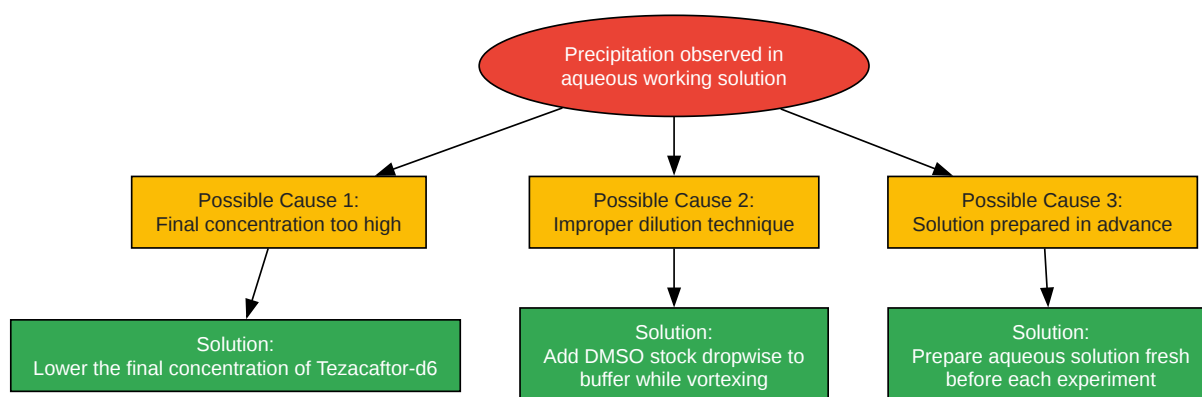 Precipitation observed in
aqueous working solution
Possible Cause 1:
Final concentration too high
Possible Cause 2:
Improper dilution technique
Possible Cause 3:
Solution prepared in advance
Solution:
Lower the final concentration of Tezacaftor-d6
Solution:
Add DMSO stock dropwise to
buffer while vortexing
Solution:
Prepare aqueous solution fresh
before each experiment